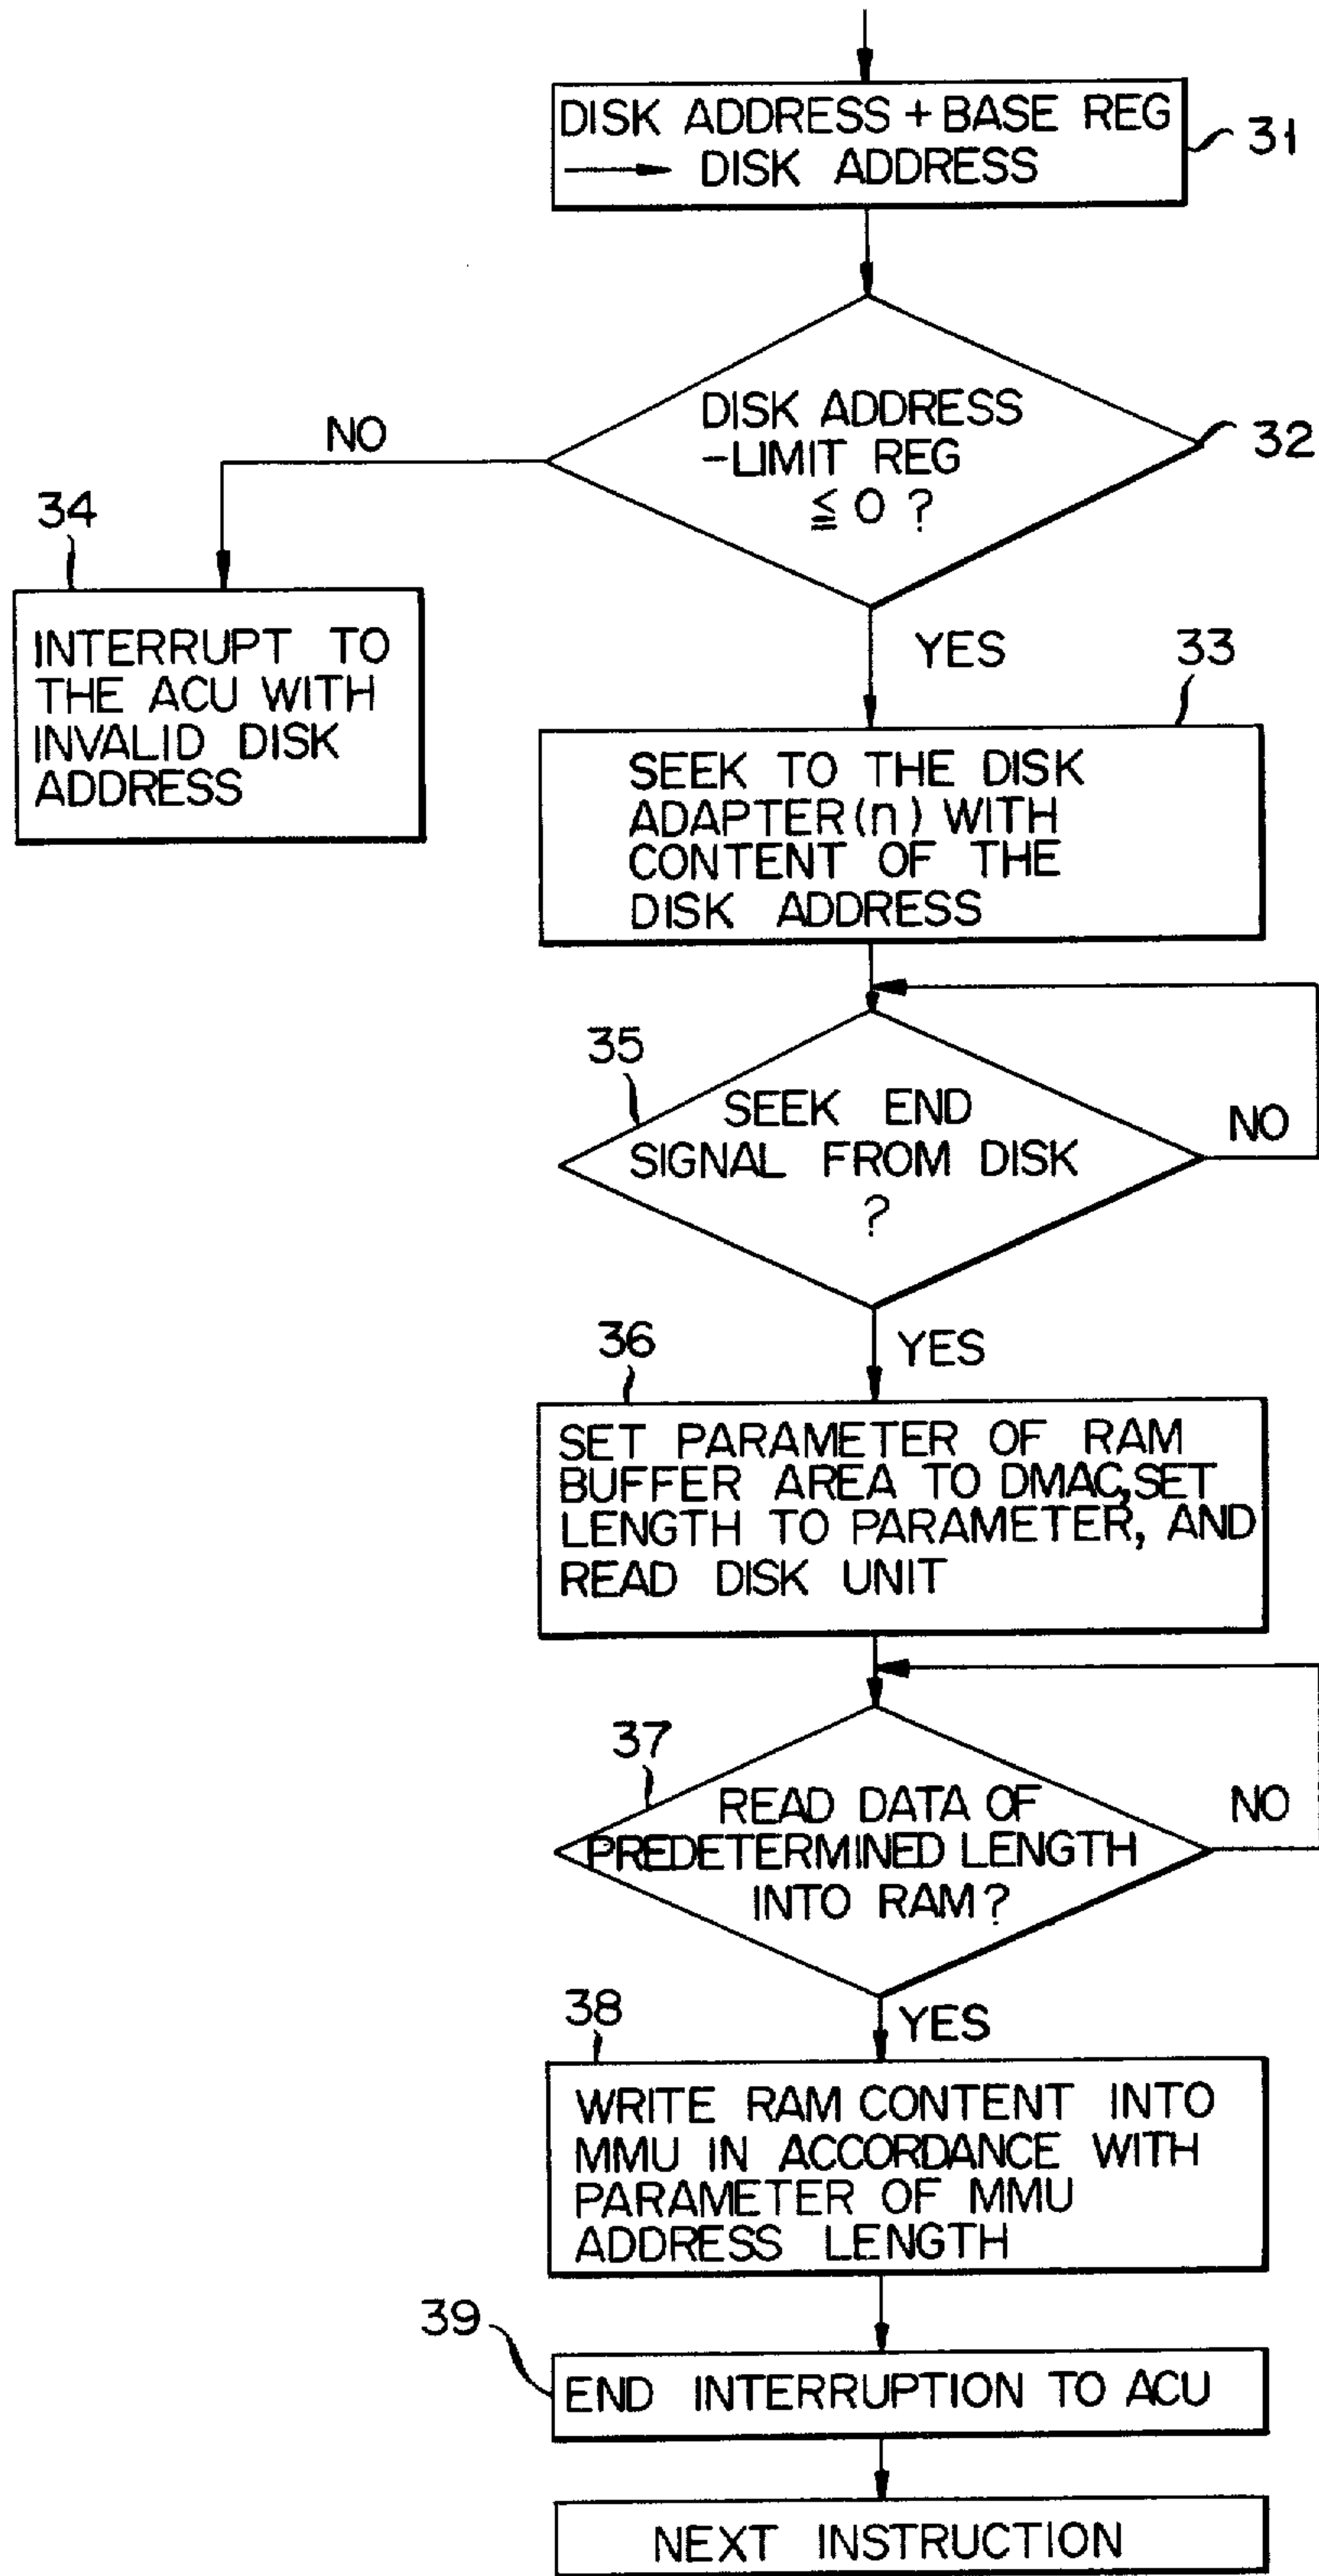 DISK ADDRESS + BASE REG
→ DISK ADDRESS
31
DISK ADDRESS
-LIMIT REG
≦ 0 ?
32
NO
34
INTERRUPT TO
THE ACU WITH
INVALID DISK
ADDRESS
YES
33
SEEK TO THE DISK
ADAPTER(n) WITH
CONTENT OF THE
DISK ADDRESS
35
SEEK END
SIGNAL FROM DISK
?
NO
YES
36
SET PARAMETER OF RAM
BUFFER AREA TO DMAC,SET
LENGTH TO PARAMETER, AND
READ DISK UNIT
37
READ DATA OF
PREDETERMINED LENGTH
INTO RAM?
NO
YES
38
WRITE RAM CONTENT INTO
MMU IN ACCORDANCE WITH
PARAMETER OF MMU
ADDRESS LENGTH
39
END INTERRUPTION TO ACU
NEXT INSTRUCTION